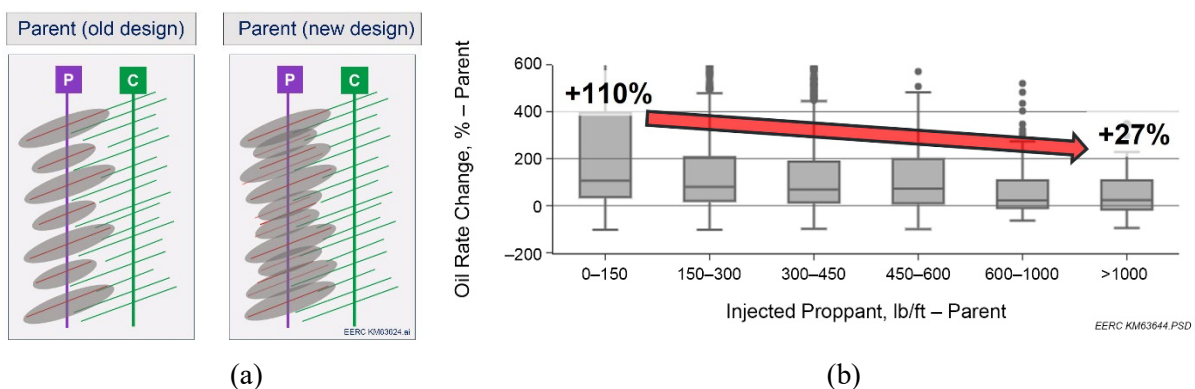 Parent (old design)
Parent (new design)
P
C
P
C
EERC KM63624.ai
(a)
Oil Rate Change, % – Parent
600
400
200
0
–200
+110%
+27%
0–150
150–300
300–450
450–600
600–1000
>1000
Injected Proppant, lb/ft – Parent
EERC KM63644.PSD
(b)